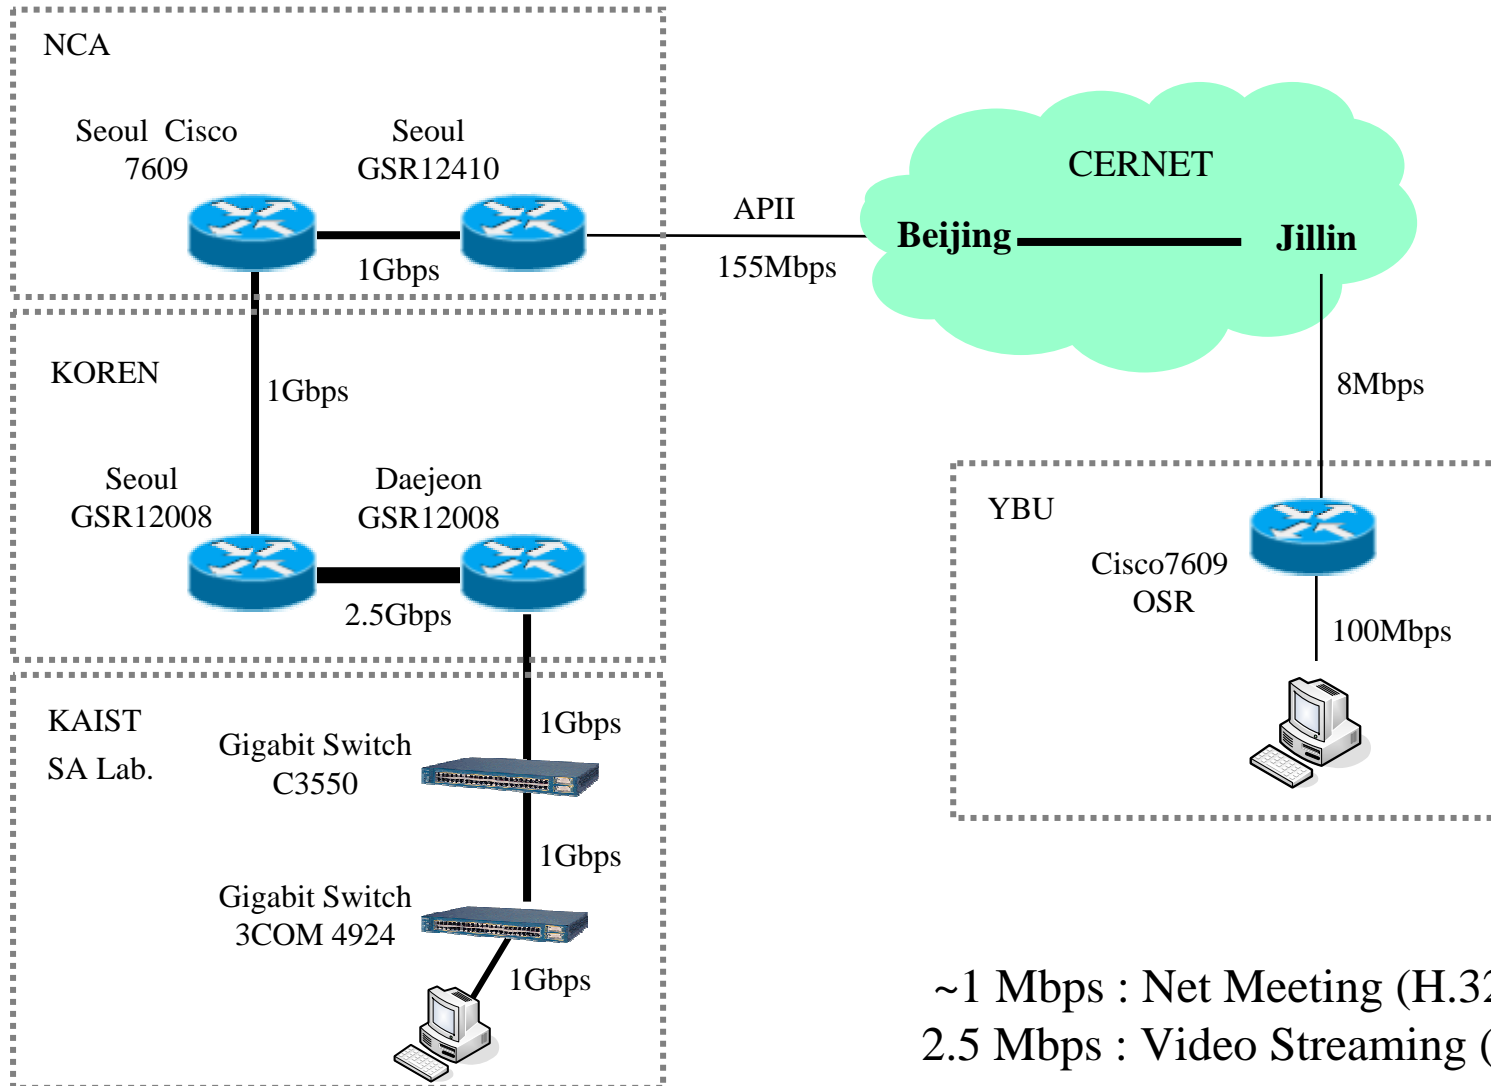 NCA
Seoul Cisco
7609
Seoul
GSR12410
1Gbps
APII
155Mbps
CERNET
Beijing
Jillin
KOREN
1Gbps
8Mbps
Seoul
GSR12008
Daejeon
GSR12008
2.5Gbps
YBU
Cisco7609
OSR
100Mbps
KAIST
SA Lab.
1Gbps
Gigabit Switch
C3550
1Gbps
Gigabit Switch
3COM 4924
1Gbps
~1 Mbps : Net Meeting (H.32
2.5 Mbps : Video Streaming (